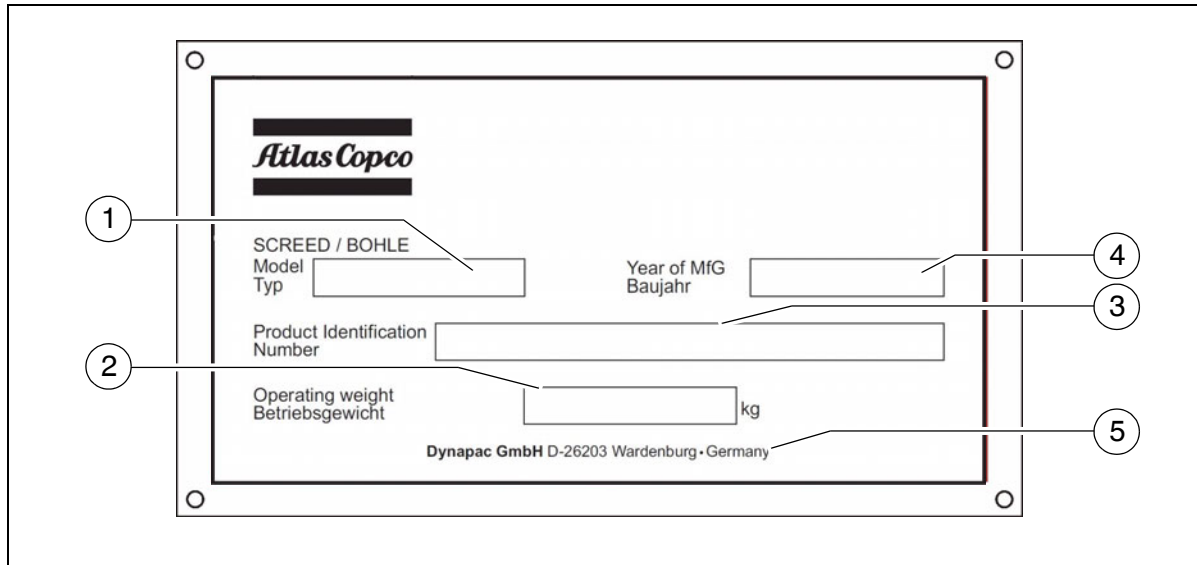 Atlas Copco
1
SCREED / BOHLE
Model
Typ
Year of MfG
Baujahr
4
3
Product Identification
Number
2
Operating weight
Betriebsgewicht
kg
5
Dynapac GmbH D-26203 Wardenburg • Germany